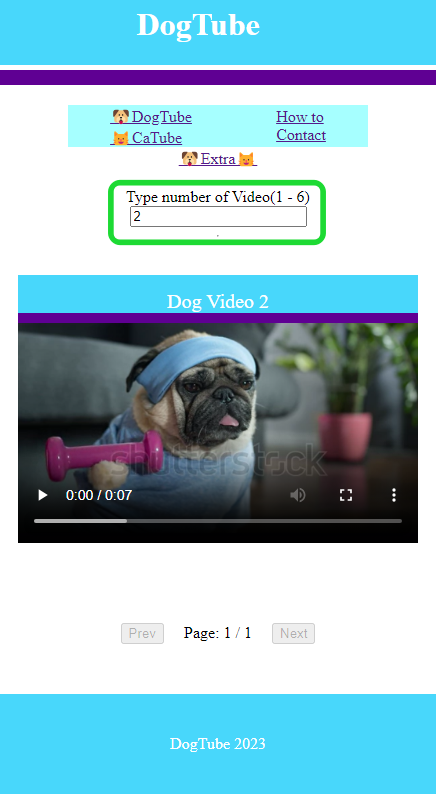 DogTube
🐶DogTube
How to
Contact
🐱CaTube
🐶Extra🐱
Type number of Video(1 - 6)
2
.
Dog Video 2
shutterstock
0:00 / 0:07
Prev Page: 1 / 1 Next
DogTube 2023